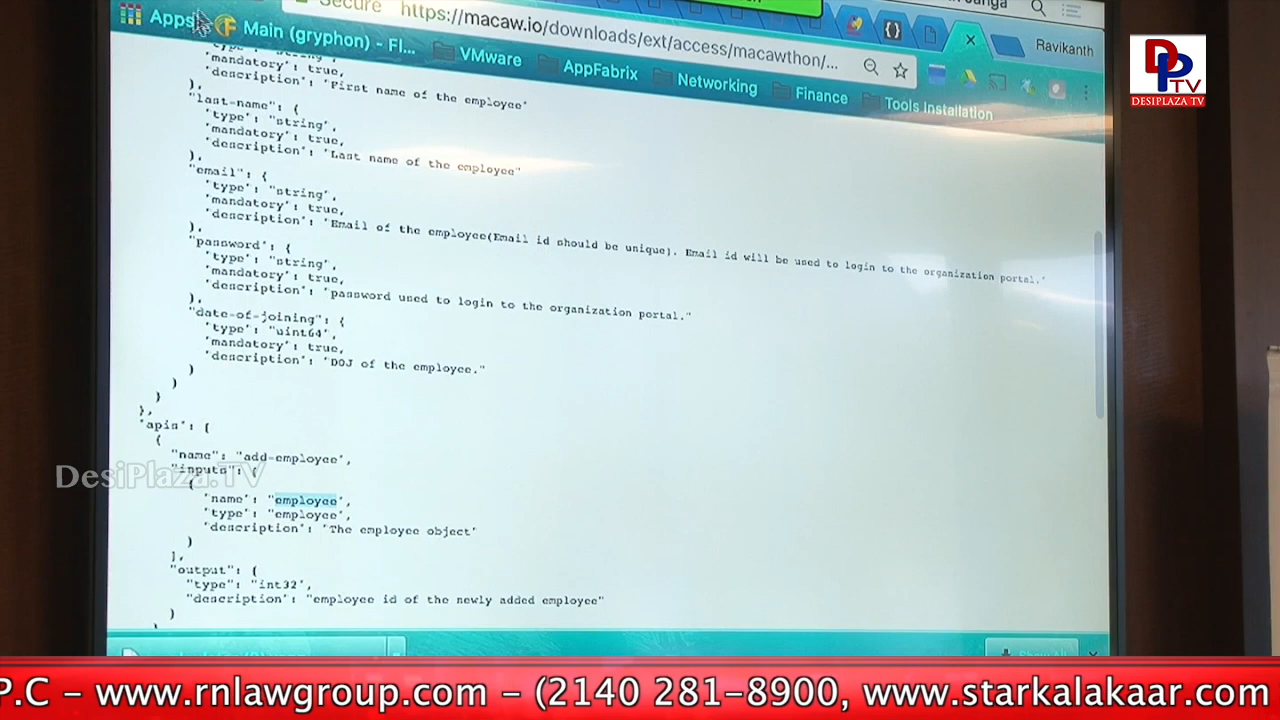 Secure https://macaw.io/downloads/ext/access/macawthon/...
Ravikanth
Apps Main (gryphon) - Fl... VMware AppFabrix Networking Finance Tools Installation
DP TV
DESIPLAZA TV
"mandatory": true,
"description": "First name of the employee"
},
"last-name": {
"type": "string",
"mandatory": true,
"description": "Last name of the employee"
},
"email": {
"type": "string",
"mandatory": true,
"description": "Email of the employee(Email id should be unique). Email id will be used to login to the organization portal."
},
"password": {
"type": "string",
"mandatory": true,
"description": "password used to login to the organization portal."
},
"date-of-joining": {
"type": "uint64",
"mandatory": true,
"description": "DOJ of the employee."
}
}
}
},
"apis": [
{
"name": "add-employee",
"inputs": [
{
"name": "employee",
"type": "employee",
"description": "The employee object"
}
],
"output": {
"type": "int32",
"description": "employee id of the newly added employee"
}
DesiPlaza.TV
Show All
P.C - www.rnlawgroup.com - (2140 281-8900, www.starkalakaar.com